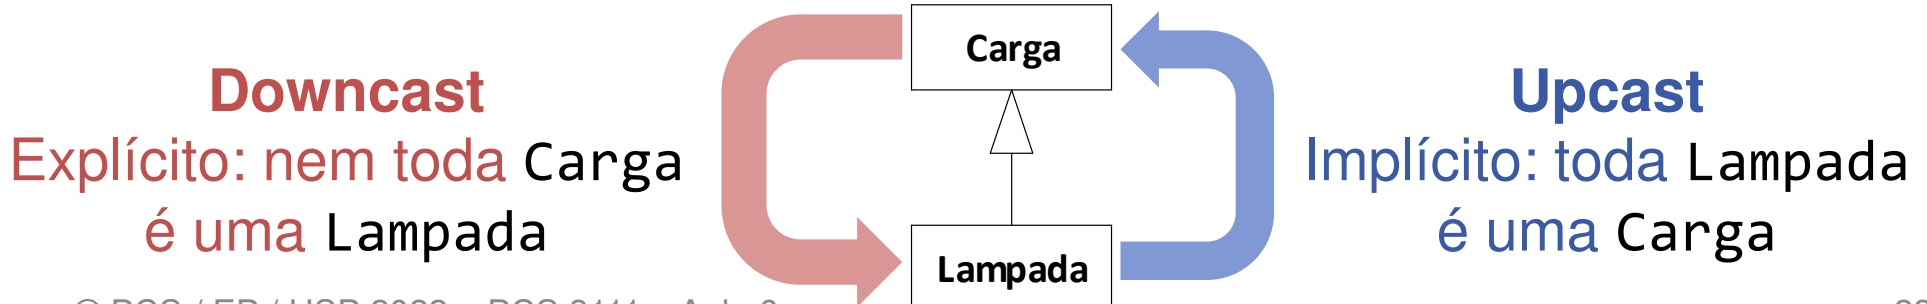 Downcast
Explícito: nem toda Carga
é uma Lampada
Carga
Lampada
Upcast
Implícito: toda Lampada
é uma Carga